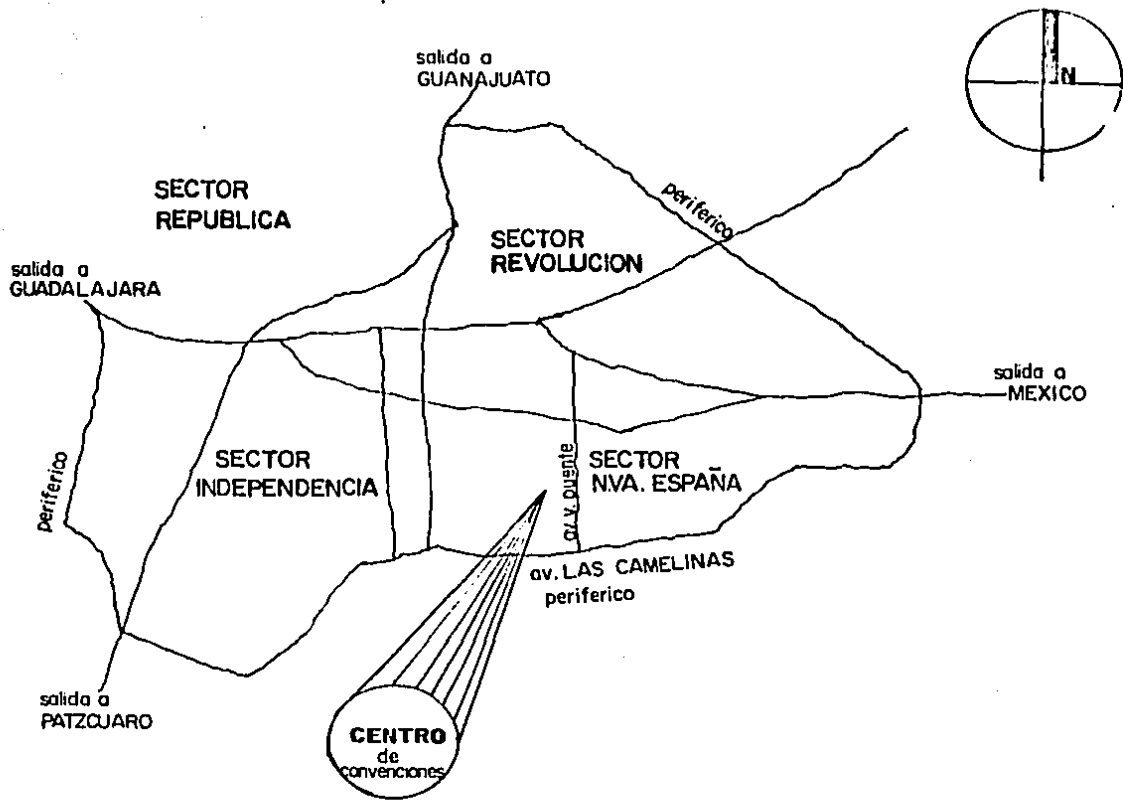 salida a
GUANAJUATO
N
SECTOR
REPUBLICA
periferico
SECTOR
REVOLUCION
salida a
GUADALAJARA
salida a
MEXICO
periferico
SECTOR
INDEPENDENCIA
av. v. puente
SECTOR
NVA. ESPAÑA
av. LAS CAMELINAS
periferico
salida a
PATZCUARO
CENTRO
de
convenciones